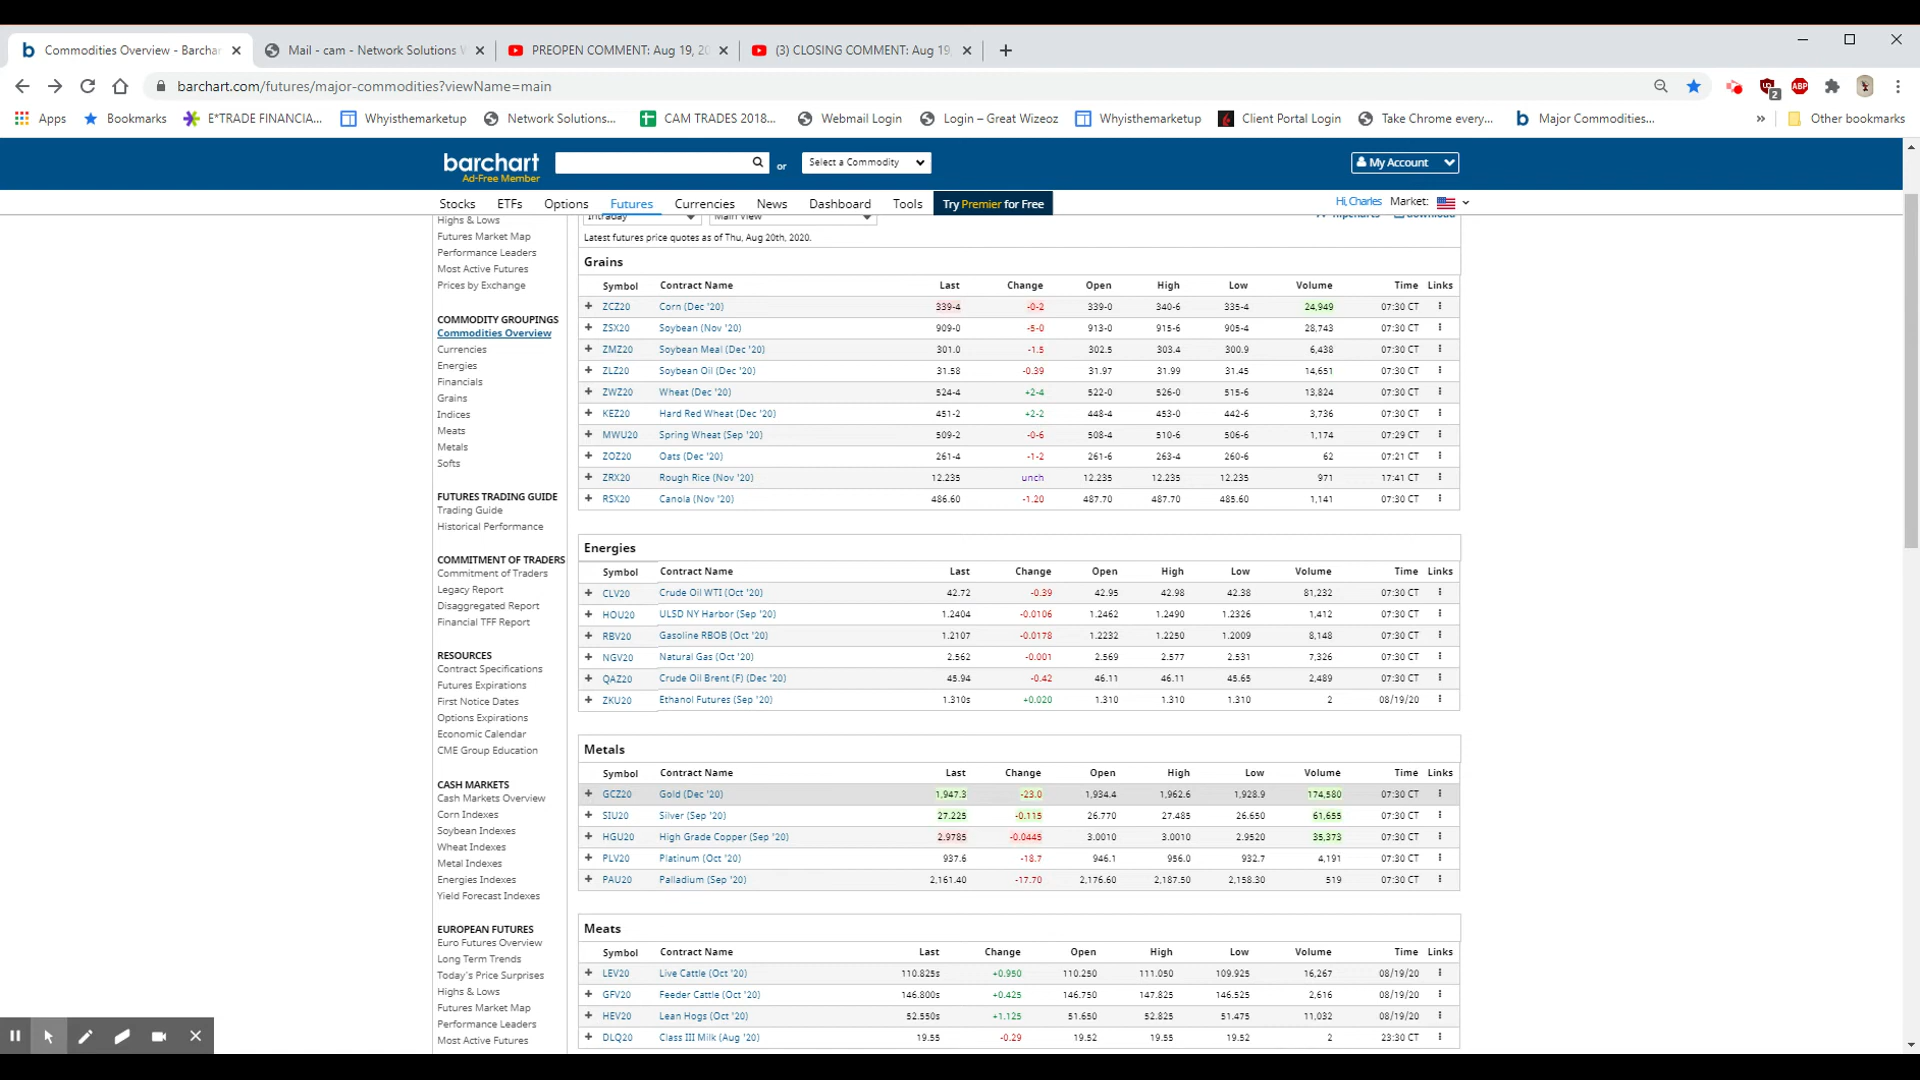 Commodities Overview - Barchar
Mail - cam - Network Solutions
PREOPEN COMMENT: Aug 19, 20
(3) CLOSING COMMENT: Aug 19,
barchart.com/futures/major-commodities?viewName=main
Apps Bookmarks E*TRADE FINANCIA... Whyisthemarketup Network Solutions... CAM TRADES 2018... Webmail Login Login – Great Wizeoz Whyisthemarketup Client Portal Login Take Chrome every... Major Commodities... » Other bookmarks
barchart or Select a Commodity My Account
Ad-Free Member
Stocks ETFs Options Futures Currencies News Dashboard Tools Try Premier for Free Hi, Charles Market:
Highs & Lows
Futures Market Map
Performance Leaders
Most Active Futures
Prices by Exchange
COMMODITY GROUPINGS
Commodities Overview
Currencies
Energies
Financials
Grains
Indices
Meats
Metals
Softs
FUTURES TRADING GUIDE
Trading Guide
Historical Performance
COMMITMENT OF TRADERS
Commitment of Traders
Legacy Report
Disaggregated Report
Financial TFF Report
RESOURCES
Contract Specifications
Futures Expirations
First Notice Dates
Options Expirations
Economic Calendar
CME Group Education
CASH MARKETS
Cash Markets Overview
Corn Indexes
Soybean Indexes
Wheat Indexes
Metal Indexes
Energies Indexes
Yield Forecast Indexes
EUROPEAN FUTURES
Euro Futures Overview
Long Term Trends
Today's Price Surprises
Highs & Lows
Futures Market Map
Performance Leaders
Most Active Futures
Intraday Main View Flipcharts download
Latest futures price quotes as of Thu, Aug 20th, 2020.
Grains
Symbol Contract Name Last Change Open High Low Volume Time Links
+ ZCZ20 Corn (Dec '20) 339-4 -0-2 339-0 340-6 335-4 24,949 07:30 CT
+ ZSX20 Soybean (Nov '20) 909-0 -5-0 913-0 915-6 905-4 28,743 07:30 CT
+ ZMZ20 Soybean Meal (Dec '20) 301.0 -1.5 302.5 303.4 300.9 6,438 07:30 CT
+ ZLZ20 Soybean Oil (Dec '20) 31.58 -0.39 31.97 31.99 31.45 14,651 07:30 CT
+ ZWZ20 Wheat (Dec '20) 524-4 +2-4 522-0 526-0 515-6 13,824 07:30 CT
+ KEZ20 Hard Red Wheat (Dec '20) 451-2 +2-2 448-4 453-0 442-6 3,736 07:30 CT
+ MWU20 Spring Wheat (Sep '20) 509-2 -0-6 508-4 510-6 506-6 1,174 07:29 CT
+ ZOZ20 Oats (Dec '20) 261-4 -1-2 261-6 263-4 260-6 62 07:21 CT
+ ZRX20 Rough Rice (Nov '20) 12.235 unch 12.235 12.235 12.235 971 17:41 CT
+ RSX20 Canola (Nov '20) 486.60 -1.20 487.70 487.70 485.60 1,141 07:30 CT
Energies
Symbol Contract Name Last Change Open High Low Volume Time Links
+ CLV20 Crude Oil WTI (Oct '20) 42.72 -0.39 42.95 42.98 42.38 81,232 07:30 CT
+ HOU20 ULSD NY Harbor (Sep '20) 1.2404 -0.0106 1.2462 1.2490 1.2326 1,412 07:30 CT
+ RBV20 Gasoline RBOB (Oct '20) 1.2107 -0.0178 1.2232 1.2250 1.2009 8,148 07:30 CT
+ NGV20 Natural Gas (Oct '20) 2.562 -0.001 2.569 2.577 2.531 7,326 07:30 CT
+ QAZ20 Crude Oil Brent (F) (Dec '20) 45.94 -0.42 46.11 46.11 45.65 2,489 07:30 CT
+ ZKU20 Ethanol Futures (Sep '20) 1.310s +0.020 1.310 1.310 1.310 2 08/19/20
Metals
Symbol Contract Name Last Change Open High Low Volume Time Links
+ GCZ20 Gold (Dec '20) 1,947.3 -23.0 1,934.4 1,962.6 1,928.9 174,580 07:30 CT
+ SIU20 Silver (Sep '20) 27.225 -0.115 26.770 27.485 26.650 61,655 07:30 CT
+ HGU20 High Grade Copper (Sep '20) 2.9785 -0.0445 3.0010 3.0010 2.9520 35,373 07:30 CT
+ PLV20 Platinum (Oct '20) 937.6 -18.7 946.1 956.0 932.7 4,191 07:30 CT
+ PAU20 Palladium (Sep '20) 2,161.40 -17.70 2,176.60 2,187.50 2,158.30 519 07:30 CT
Meats
Symbol Contract Name Last Change Open High Low Volume Time Links
+ LEV20 Live Cattle (Oct '20) 110.825s +0.950 110.250 111.050 109.925 16,267 08/19/20
+ GFV20 Feeder Cattle (Oct '20) 146.800s +0.425 146.750 147.825 146.525 2,616 08/19/20
+ HEV20 Lean Hogs (Oct '20) 52.550s +1.125 51.650 52.825 51.475 11,032 08/19/20
+ DLQ20 Class III Milk (Aug '20) 19.55 -0.29 19.52 19.55 19.52 2 23:30 CT